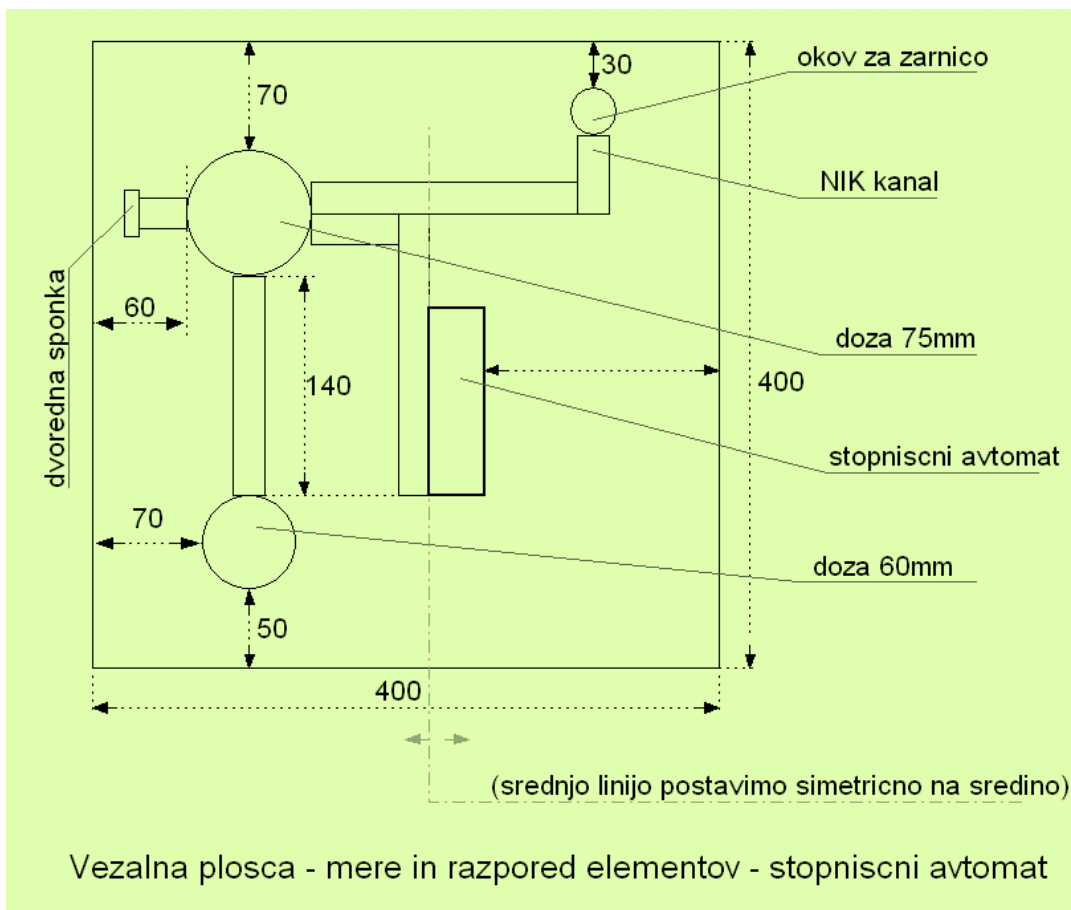 okov za zarnico
30
70
NIK kanal
dvoredna sponka
60
doza 75mm
140
400
stopniscni avtomat
70
doza 60mm
50
400
(srednjo linijo postavimo simetricno na sredino)
Vezalna plosca - mere in razpored elementov - stopniscni avtomat